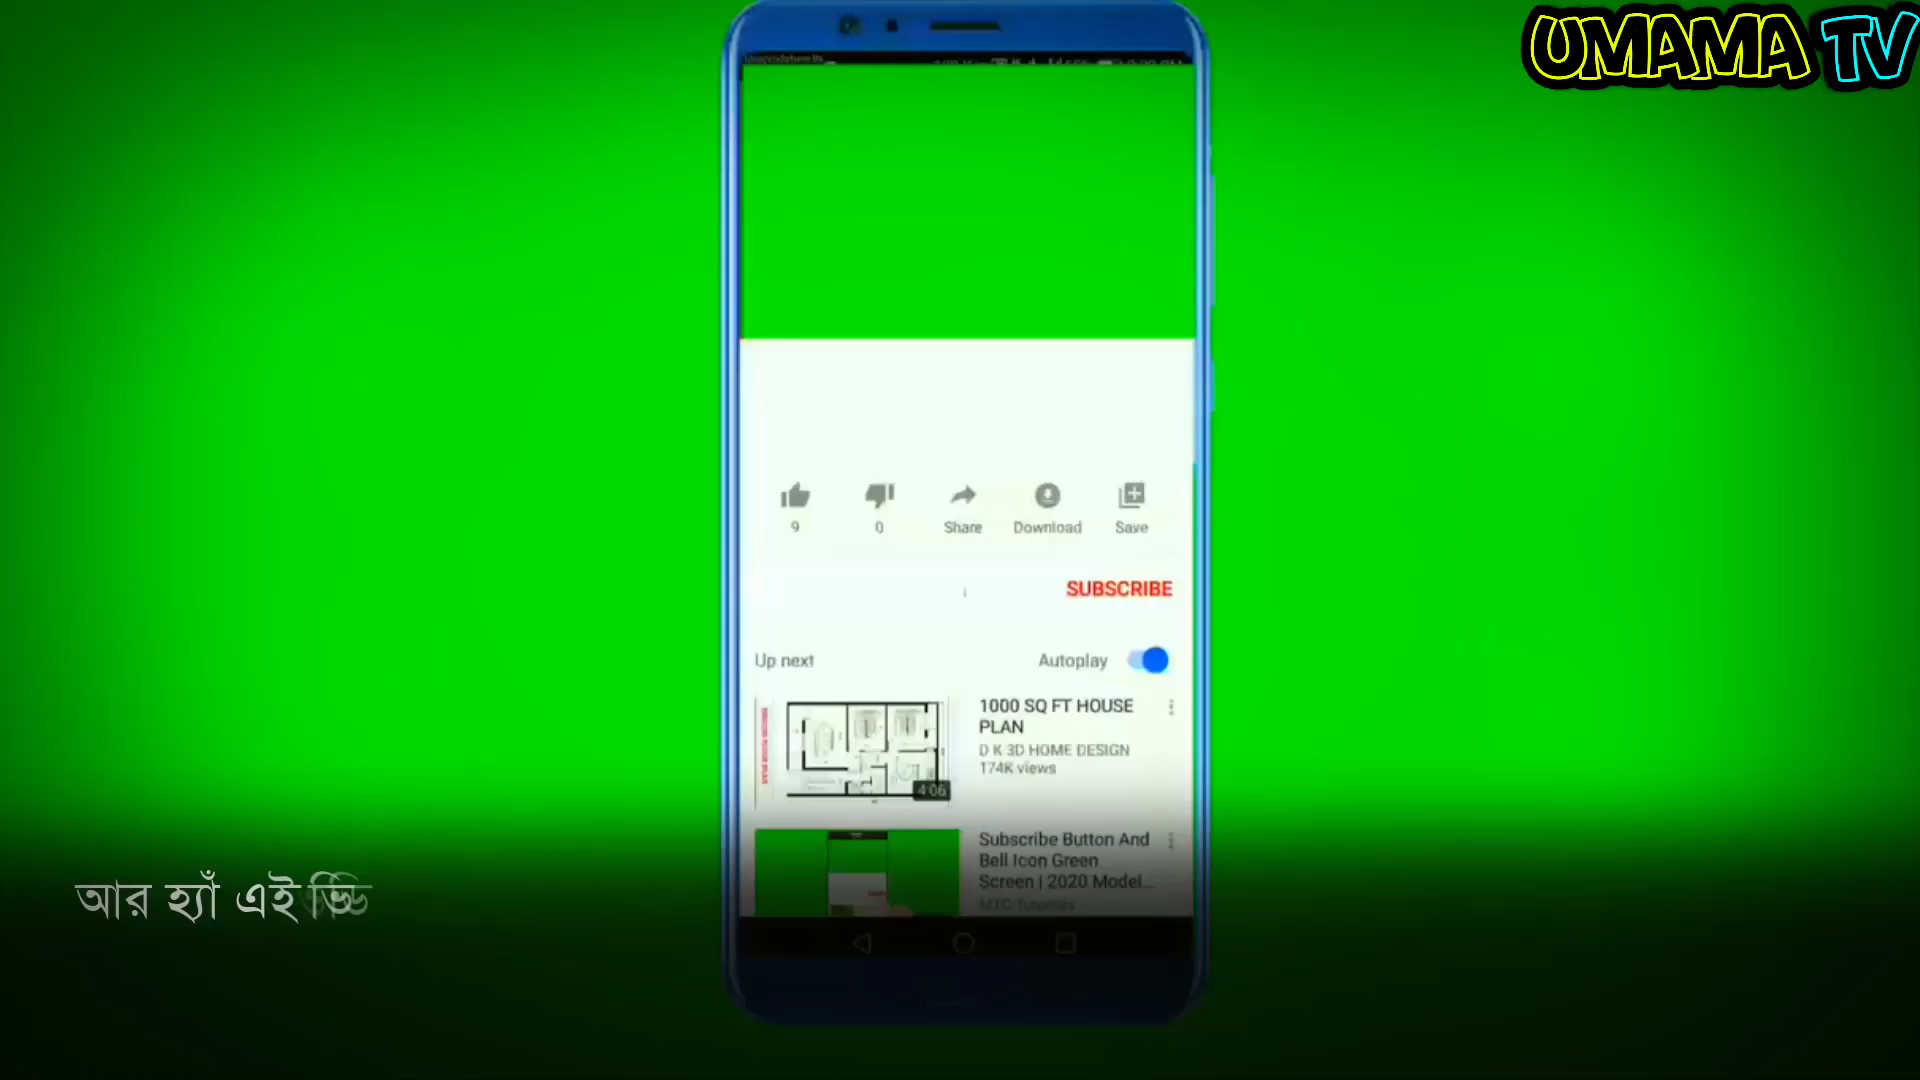 UMAMA TV
9
0
Share
Download
Save
SUBSCRIBE
Up next
Autoplay
1000 SQ FT HOUSE
PLAN
D K 3D HOME DESIGN
174K views
4:06
Subscribe Button And
Bell Icon Green
Screen | 2020 Model...
আর হ্যাঁ এই